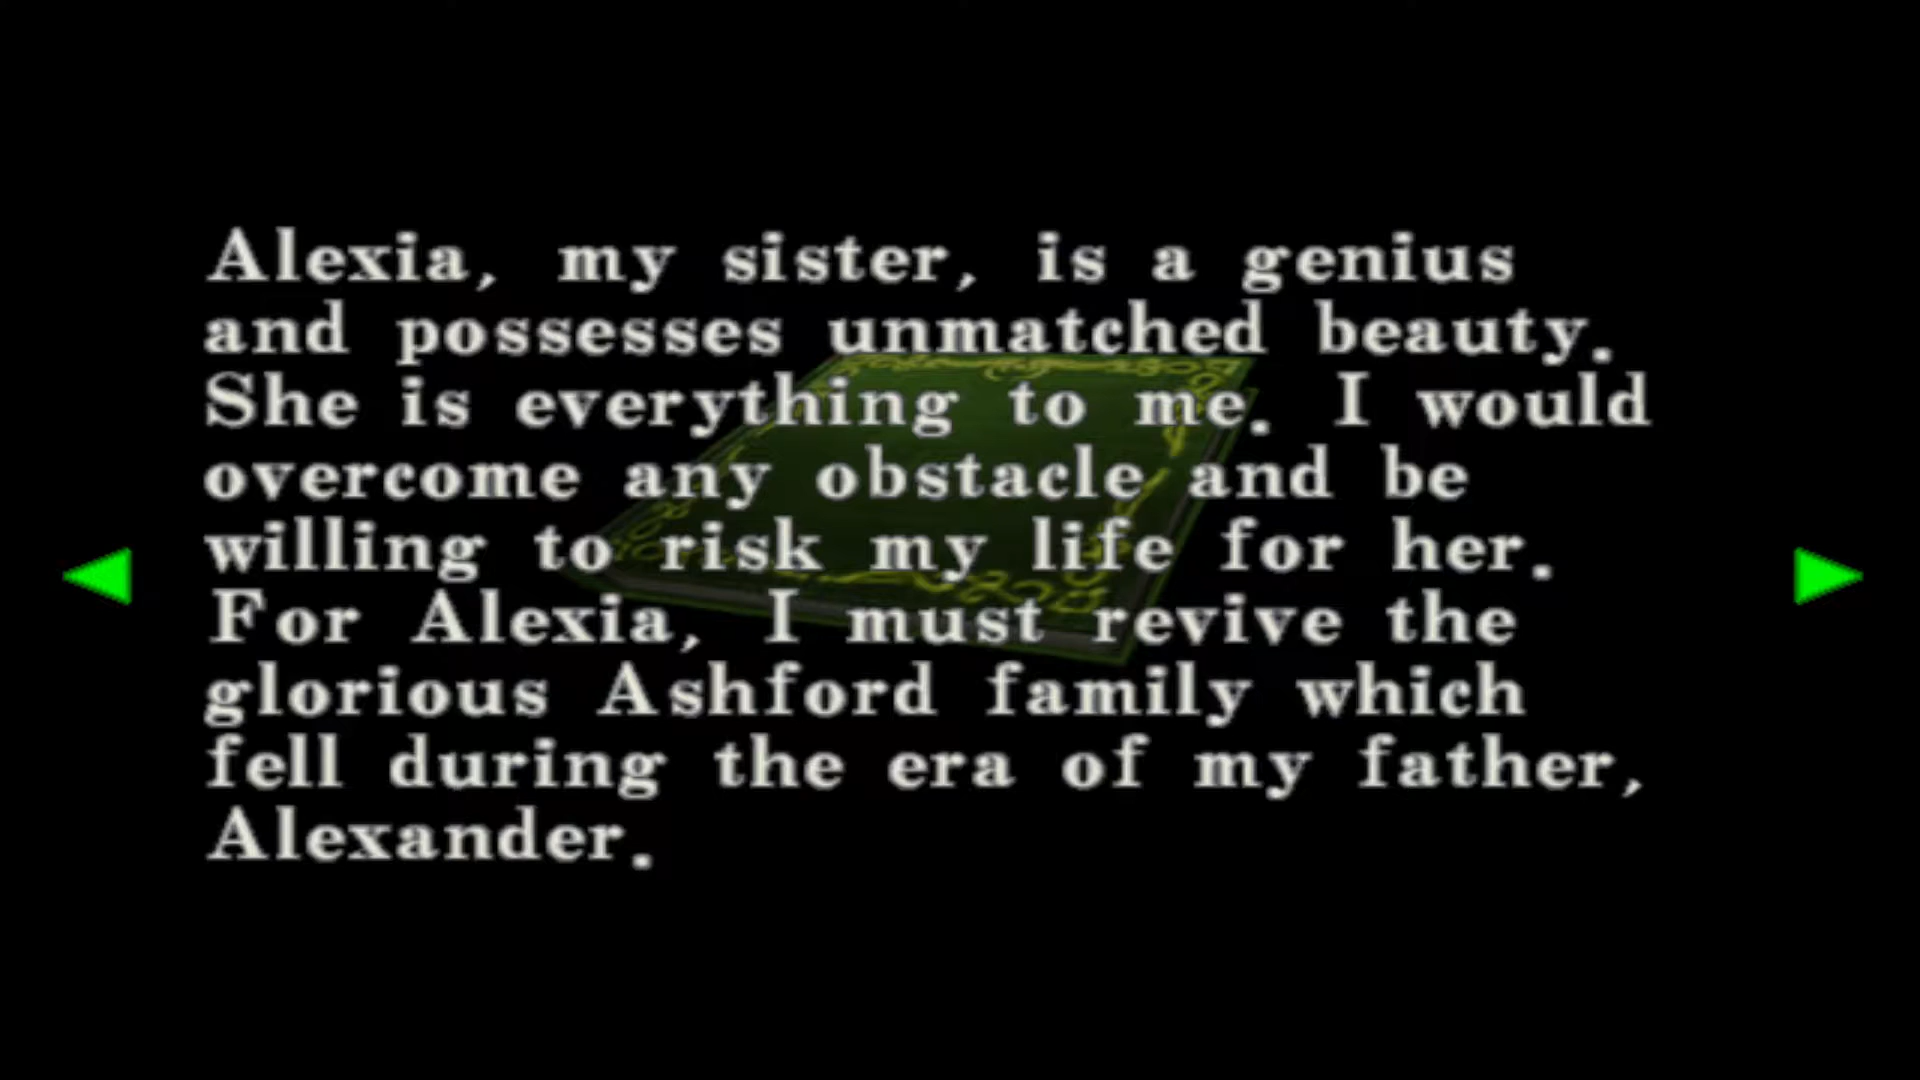 Alexia, my sister, is a genius
and possesses unmatched beauty.
She is everything to me. I would
overcome any obstacle and be
willing to risk my life for her.
For Alexia, I must revive the
glorious Ashford family which
fell during the era of my father,
Alexander.